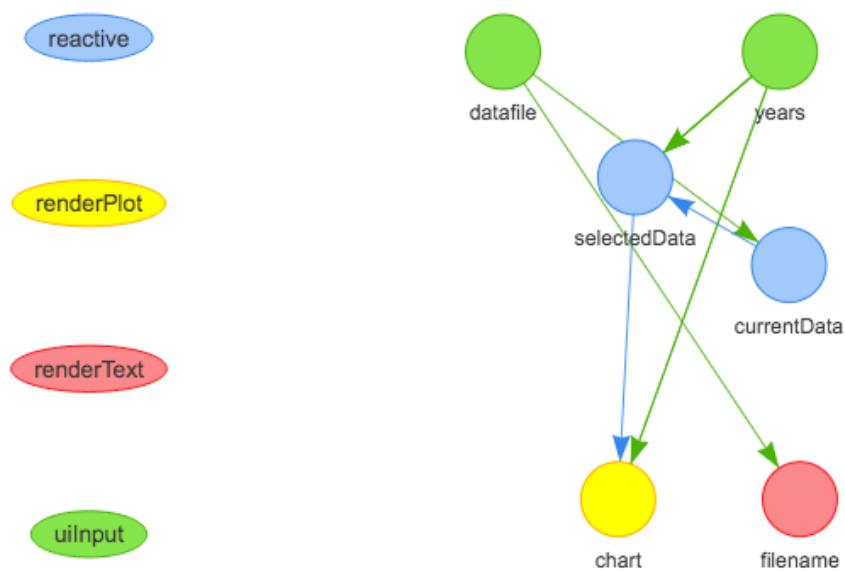 reactive
renderPlot
renderText
uiInput
datafile
years
selectedData
currentData
chart
filename